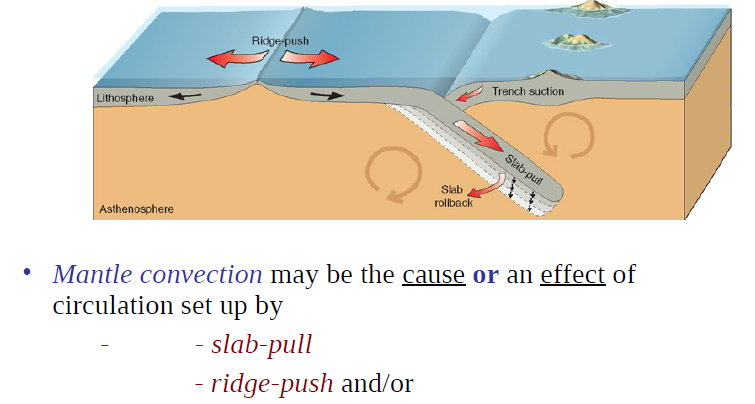 Ridge-push
Lithosphere
Trench suction
Slab-pull
Slab
rollback
Asthenosphere
• Mantle convection may be the cause or an effect of
circulation set up by
- - slab-pull
- ridge-push and/or